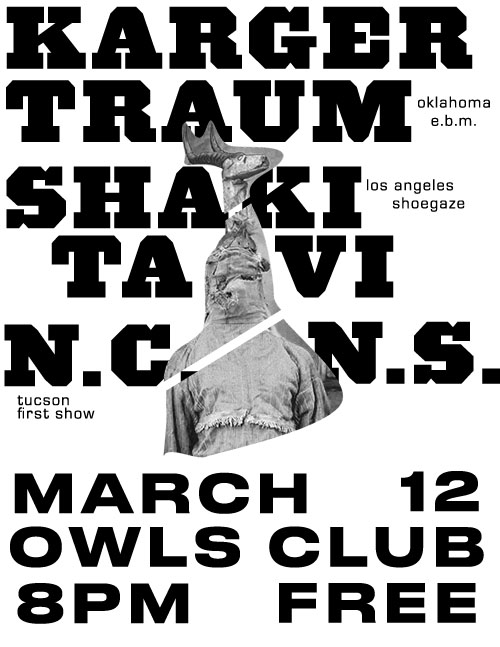 KARGER
TRAUM
oklahoma
e.b.m.
SHAKI
los angeles
shoegaze
TA VI
N.C. N.S.
tucson
first show
MARCH 12
OWLS CLUB
8PM FREE